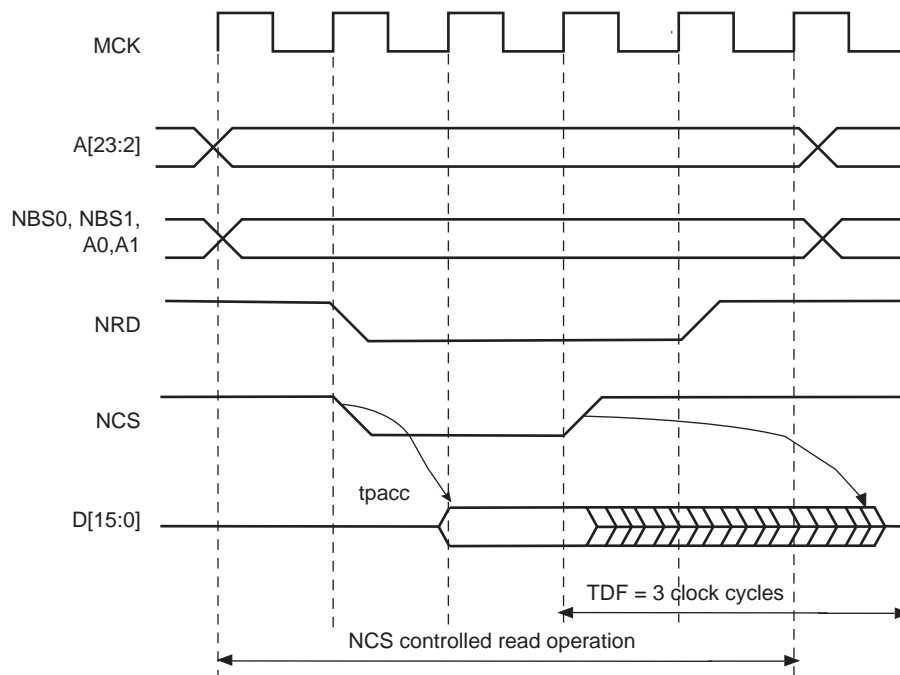 MCK
A[23:2]
NBS0, NBS1,
A0,A1
NRD
NCS
tpacc
D[15:0]
TDF = 3 clock cycles
NCS controlled read operation